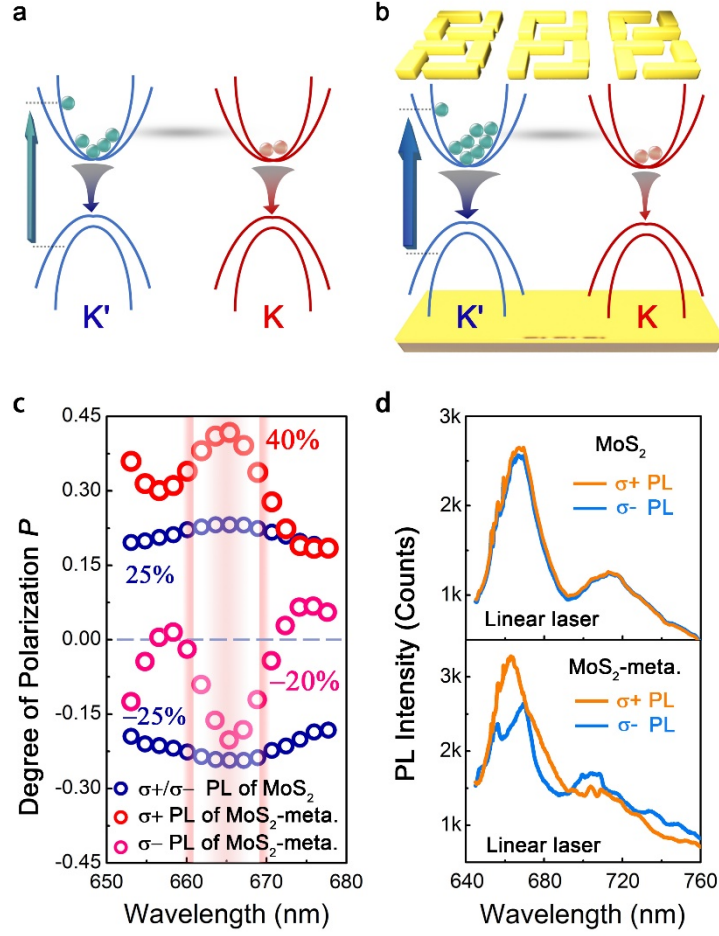 a
b
K'
K
K'
K
c
0.45
0.30
0.15
0.00
-0.15
-0.30
-0.45
40%
25%
−20%
−25%
σ+/σ− PL of MoS₂
σ+ PL of MoS₂-meta.
σ− PL of MoS₂-meta.
650
660
670
680
Wavelength (nm)
Degree of Polarization P
d
3k
2k
1k
MoS₂
σ+ PL
σ- PL
Linear laser
3k
2k
1k
MoS₂-meta.
σ+ PL
σ- PL
Linear laser
640
680
720
760
Wavelength (nm)
PL Intensity (Counts)